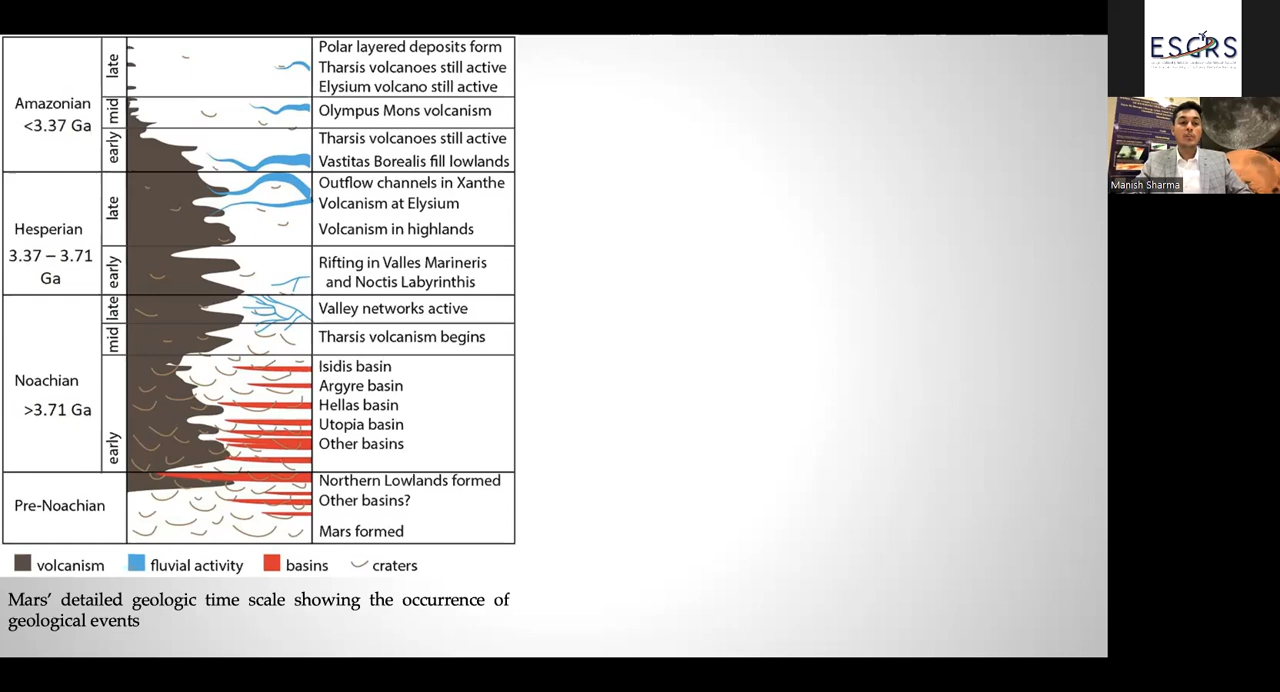 Amazonian
<3.37 Ga
late
mid
early
Polar layered deposits form
Tharsis volcanoes still active
Elysium volcano still active
Olympus Mons volcanism
Tharsis volcanoes still active
Vastitas Borealis fill lowlands
Hesperian
3.37 – 3.71
Ga
late
early
Outflow channels in Xanthe
Volcanism at Elysium
Volcanism in highlands
Rifting in Valles Marineris
and Noctis Labyrinthis
Noachian
>3.71 Ga
late
mid
early
Valley networks active
Tharsis volcanism begins
Isidis basin
Argyre basin
Hellas basin
Utopia basin
Other basins
Pre-Noachian
Northern Lowlands formed
Other basins?
Mars formed
volcanism
fluvial activity
basins
craters
Mars’ detailed geologic time scale showing the occurrence of
geological events
ESGRS
Manish Sharma